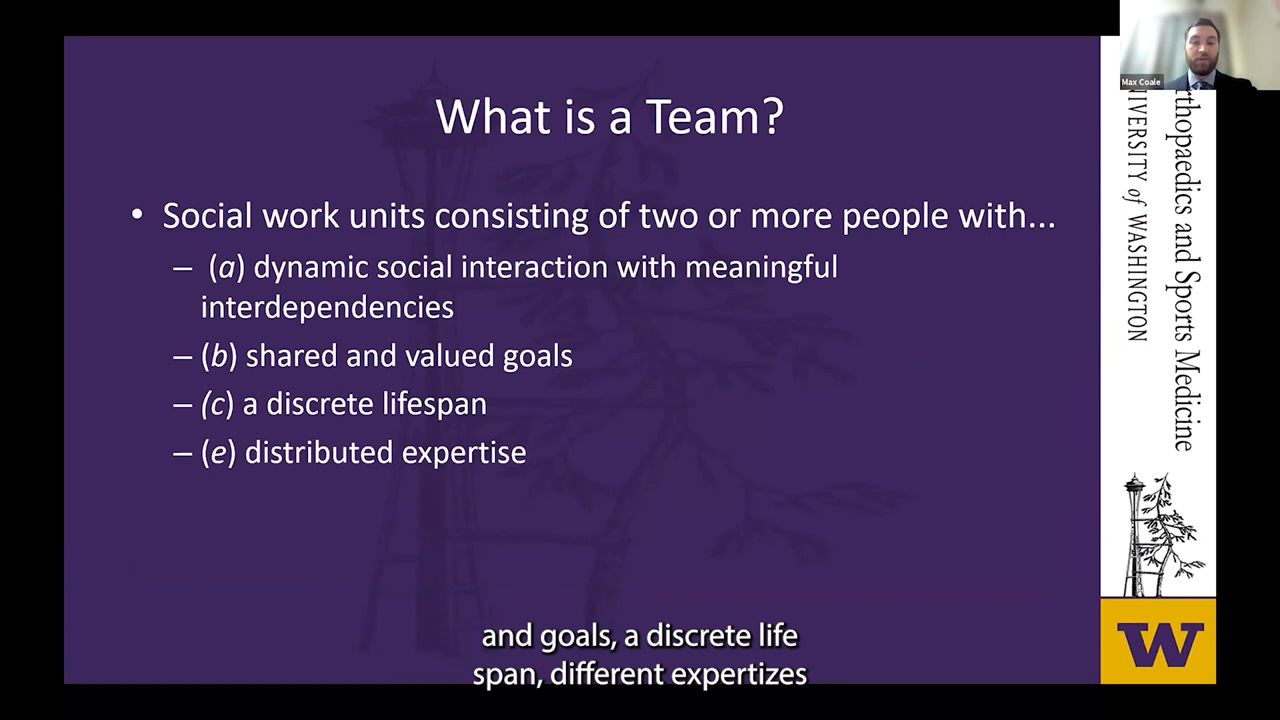 What is a Team?
• Social work units consisting of two or more people with...
– (a) dynamic social interaction with meaningful
interdependencies
– (b) shared and valued goals
– (c) a discrete lifespan
– (e) distributed expertise
and goals, a discrete life
span, different expertizes
Max Coale
rthopaedics and Sports Medicine
NIVERSITY of WASHINGTON
W